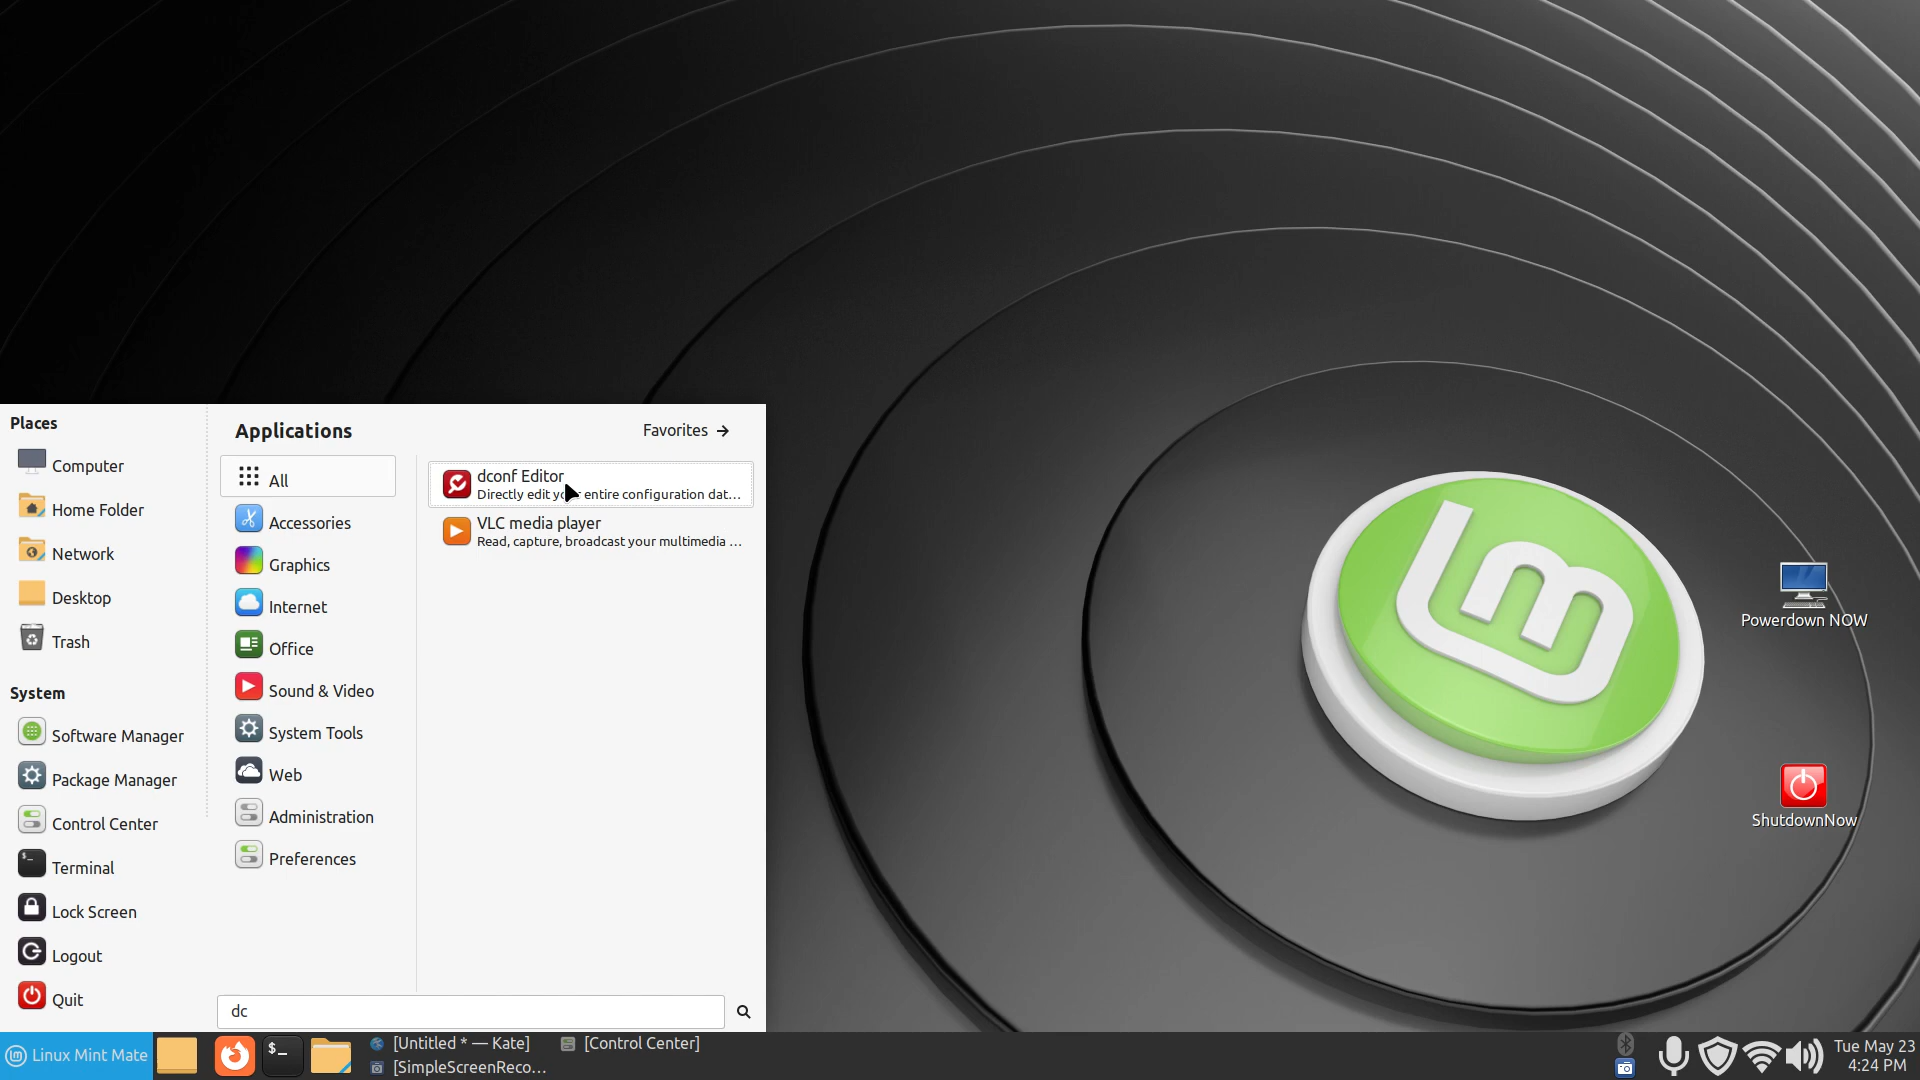 Places
Computer
Home Folder
Network
Desktop
Trash
System
Software Manager
Package Manager
Control Center
Terminal
Lock Screen
Logout
Quit
Applications
Favorites
All
Accessories
Graphics
Internet
Office
Sound & Video
System Tools
Web
Administration
Preferences
dconf Editor
Directly edit entire configuration dat...
VLC media player
Read, capture, broadcast your multimedia ...
dc
Powerdown NOW
ShutdownNow
Linux Mint Mate
[Untitled * — Kate]
[Control Center]
[SimpleScreenReco...
Tue May 23
4:24 PM